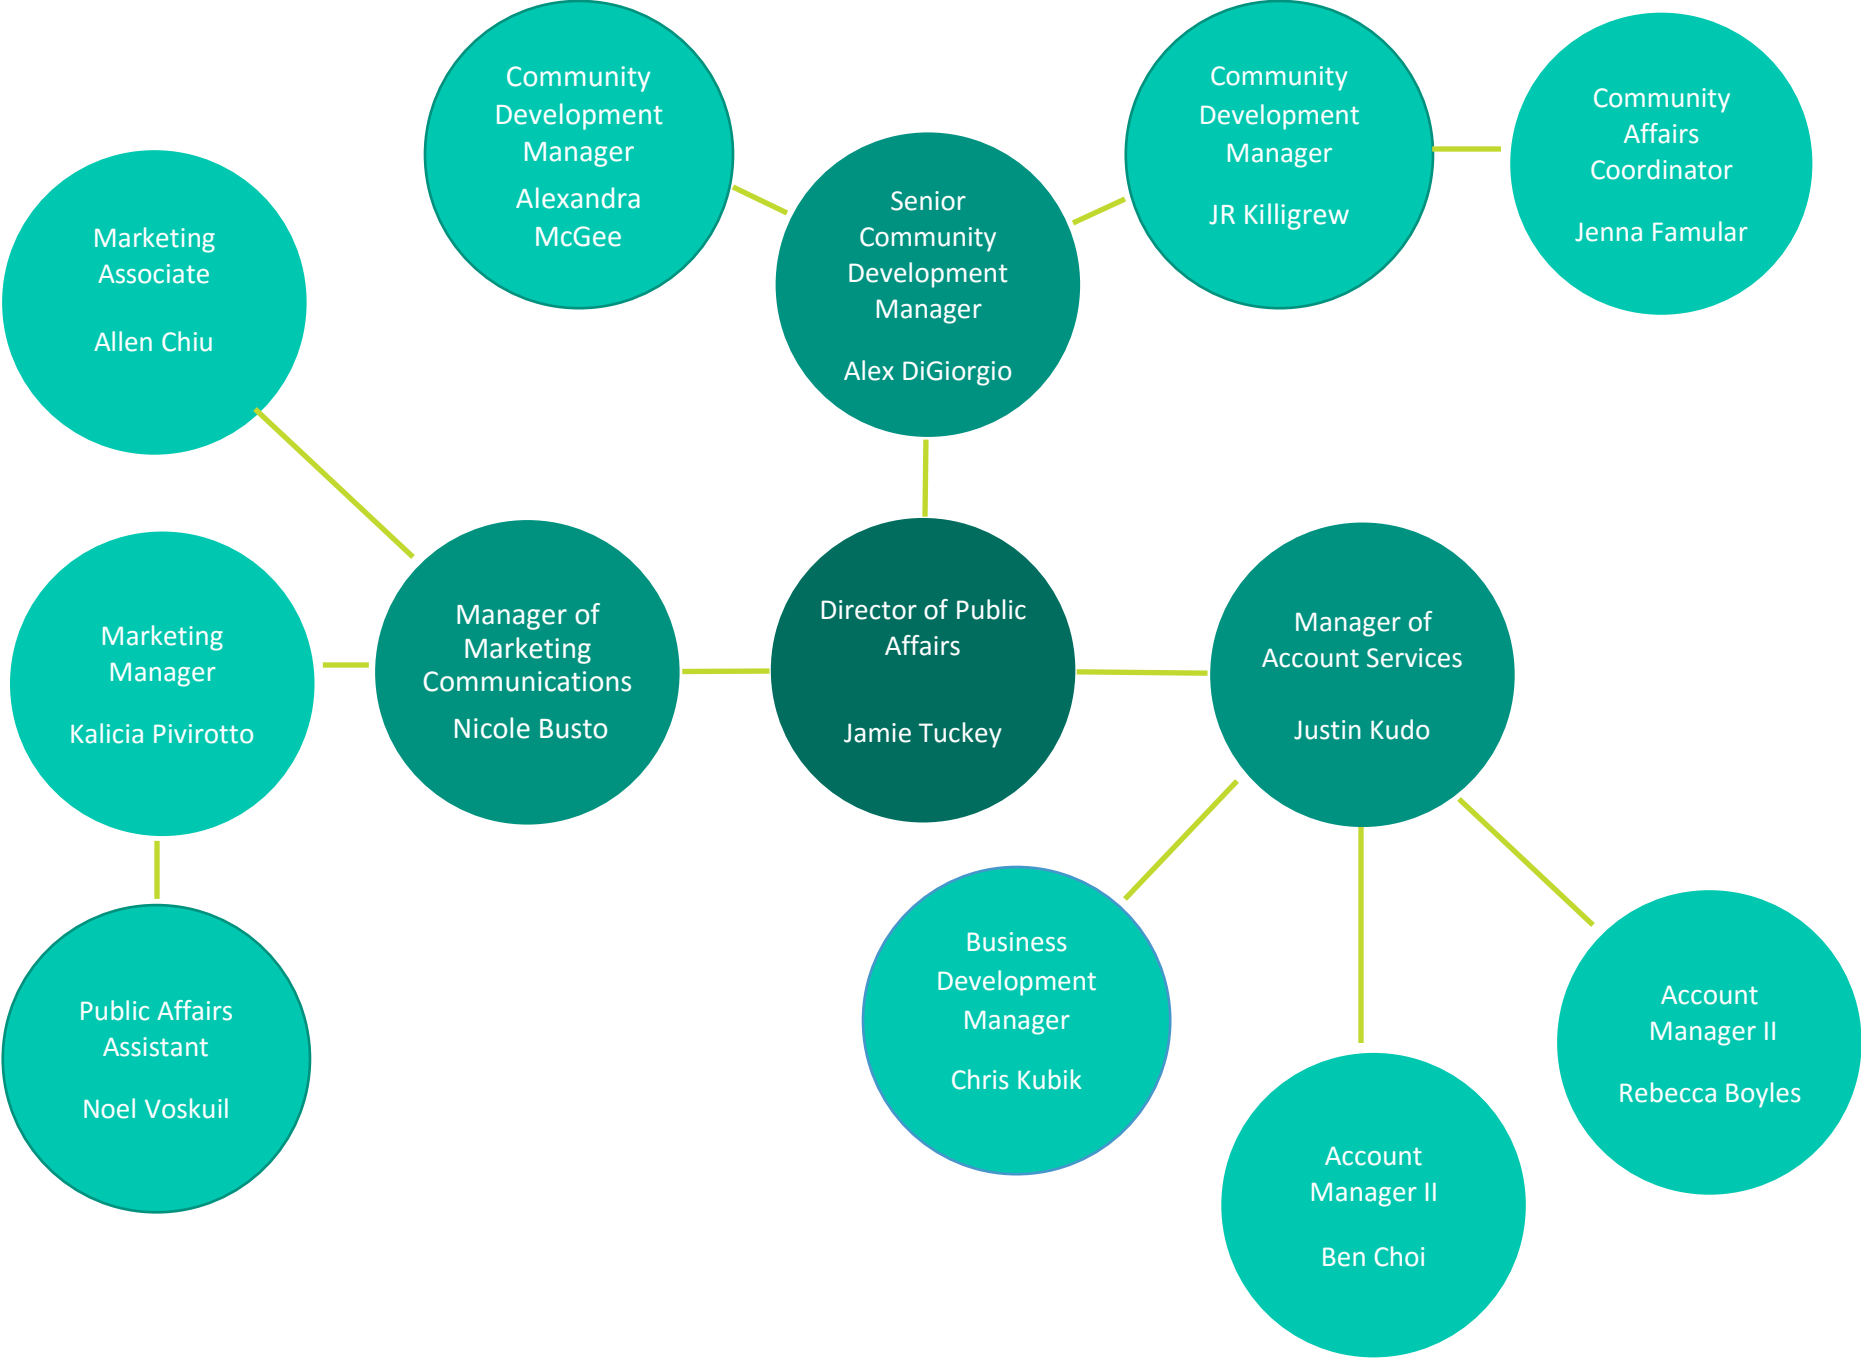 Community
Development
Manager
Alexandra
McGee
Community
Development
Manager
JR Killigrew
Community
Affairs
Coordinator
Jenna Famular
Senior
Community
Development
Manager
Alex DiGiorgio
Marketing
Associate
Allen Chiu
Marketing
Manager
Kalicia Pivirotto
Manager of
Marketing
Communications
Nicole Busto
Director of Public
Affairs
Jamie Tuckey
Manager of
Account Services
Justin Kudo
Public Affairs
Assistant
Noel Voskuil
Business
Development
Manager
Chris Kubik
Account
Manager II
Ben Choi
Account
Manager II
Rebecca Boyles